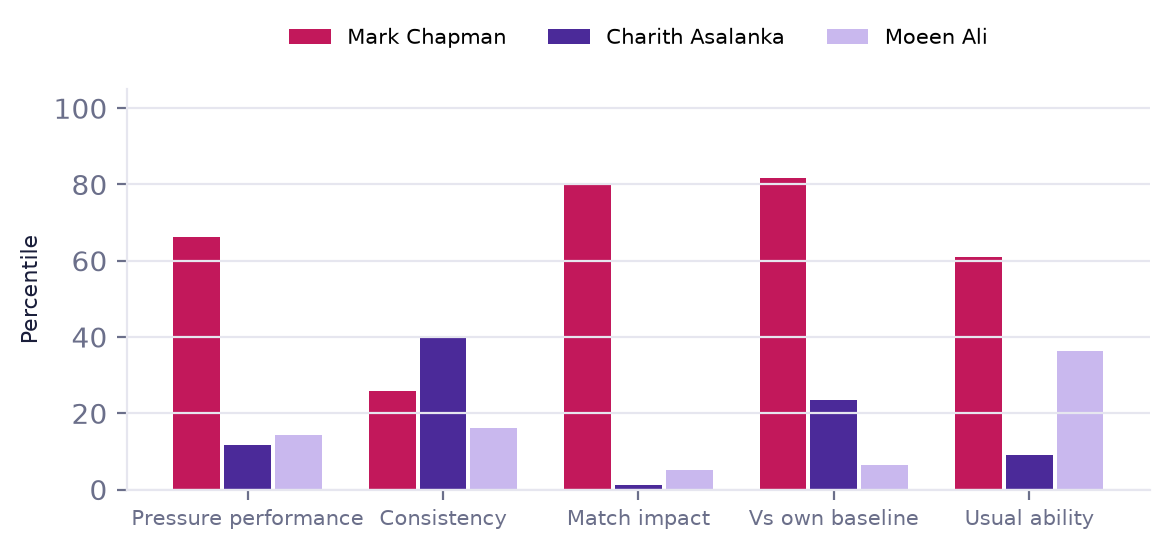 Mark Chapman Charith Asalanka Moeen Ali
Percentile
100
80
60
40
20
0
Pressure performance Consistency Match impact Vs own baseline Usual ability